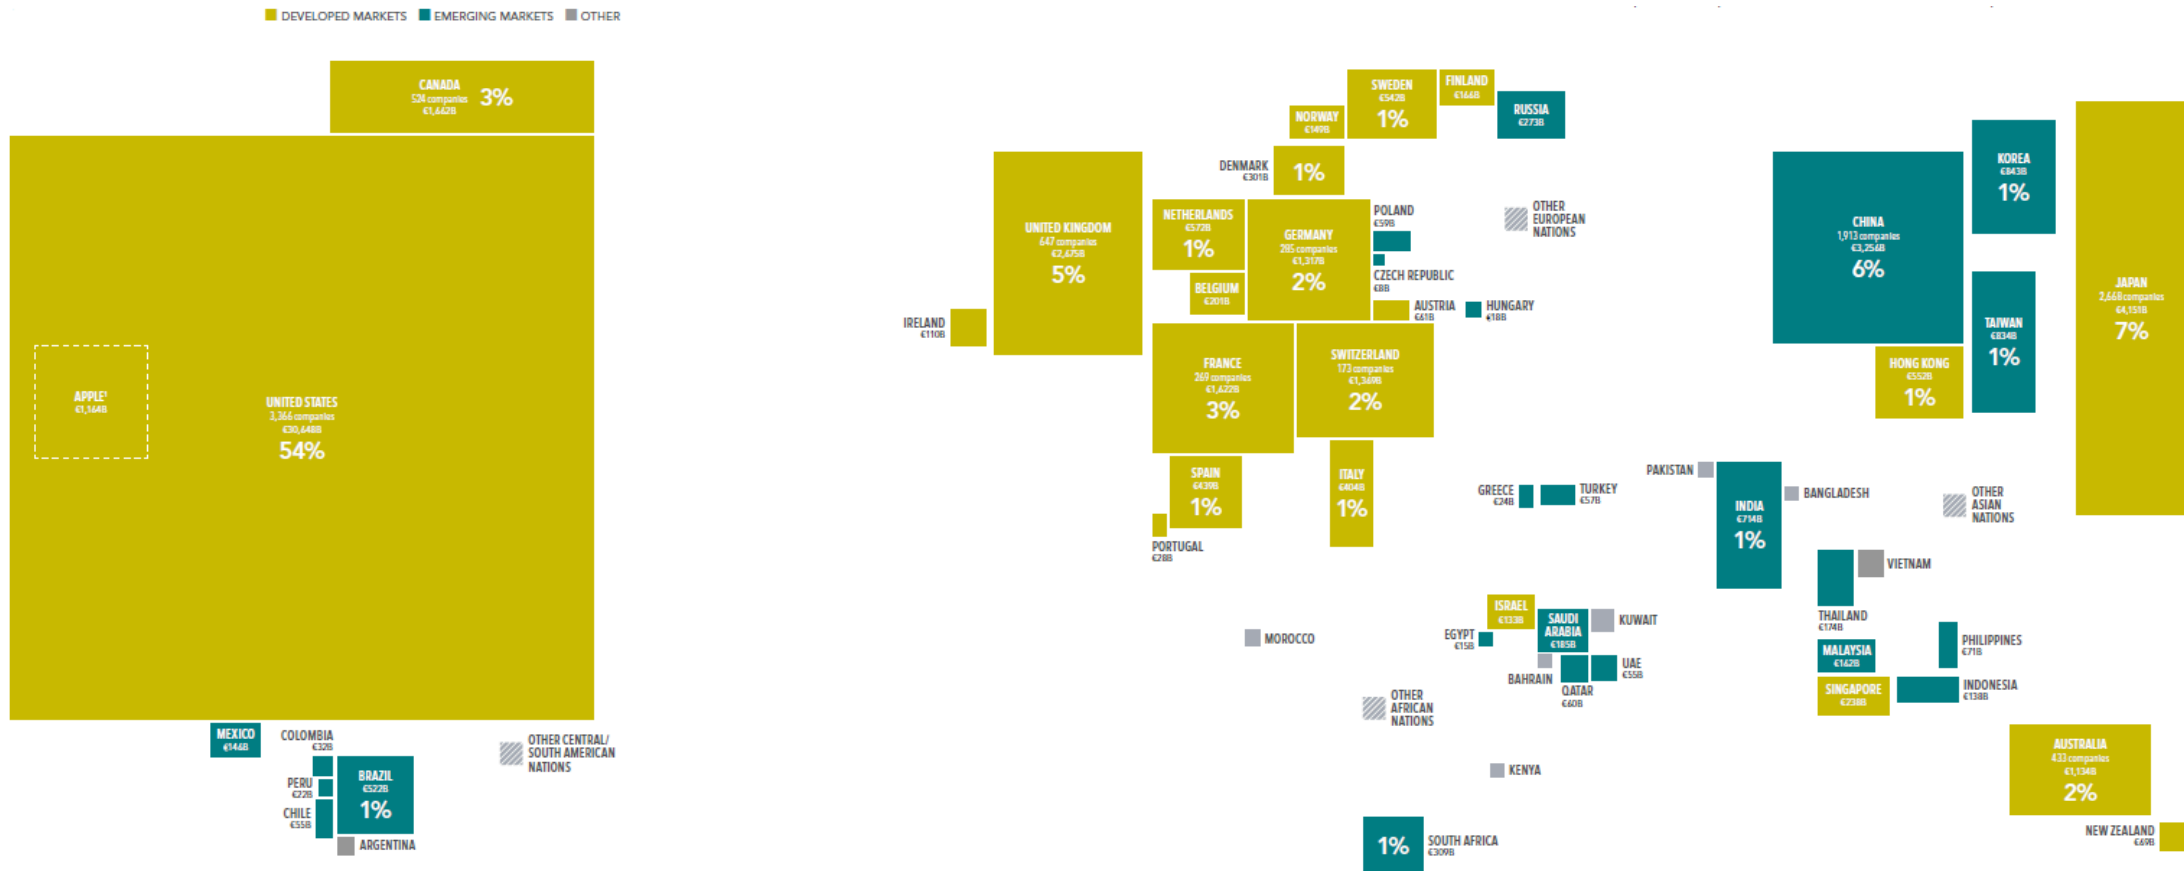 DEVELOPED MARKETS EMERGING MARKETS OTHER
CANADA
524 companies
€1,662B
3%
APPLE¹
€1,164B
UNITED STATES
3,366 companies
€30,648B
54%
MEXICO
€146B
COLOMBIA
€32B
PERU
€22B
CHILE
€55B
BRAZIL
€522B
1%
ARGENTINA
OTHER CENTRAL/
SOUTH AMERICAN
NATIONS
SWEDEN
€542B
1%
FINLAND
€166B
NORWAY
€149B
RUSSIA
€273B
DENMARK
€301B
1%
UNITED KINGDOM
647 companies
€2,675B
5%
IRELAND
€110B
NETHERLANDS
€572B
1%
BELGIUM
€201B
GERMANY
285 companies
€1,317B
2%
POLAND
€59B
CZECH REPUBLIC
€8B
AUSTRIA
€61B
HUNGARY
€18B
OTHER
EUROPEAN
NATIONS
FRANCE
269 companies
€1,622B
3%
SWITZERLAND
173 companies
€1,369B
2%
SPAIN
€439B
1%
PORTUGAL
€28B
ITALY
€404B
1%
GREECE
€24B
TURKEY
€57B
ISRAEL
€133B
EGYPT
€15B
SAUDI
ARABIA
€185B
KUWAIT
BAHRAIN
QATAR
€60B
UAE
€55B
MOROCCO
OTHER
AFRICAN
NATIONS
KENYA
1%
SOUTH AFRICA
€309B
CHINA
1,913 companies
€3,256B
6%
KOREA
€843B
1%
TAIWAN
€834B
1%
HONG KONG
€552B
1%
JAPAN
2,668 companies
€4,151B
7%
PAKISTAN
INDIA
€714B
1%
BANGLADESH
OTHER
ASIAN
NATIONS
VIETNAM
THAILAND
€174B
MALAYSIA
€162B
SINGAPORE
€238B
PHILIPPINES
€71B
INDONESIA
€138B
AUSTRALIA
433 companies
€1,134B
2%
NEW ZEALAND
€69B